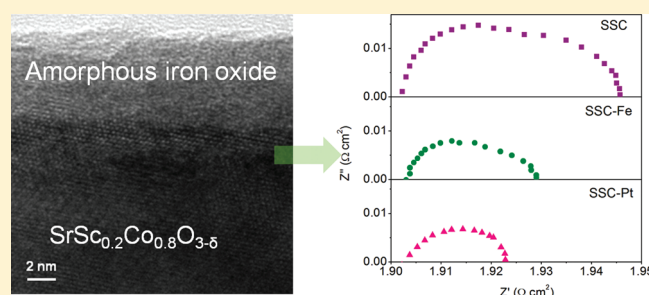 Amorphous iron oxide
SrSc0.2Co0.8O3-δ
2 nm
Z'' (Ω cm²)
0.01
0.00
SSC
0.01
0.00
SSC-Fe
0.01
0.00
SSC-Pt
1.90 1.91 1.92 1.93 1.94 1.95
Z' (Ω cm²)